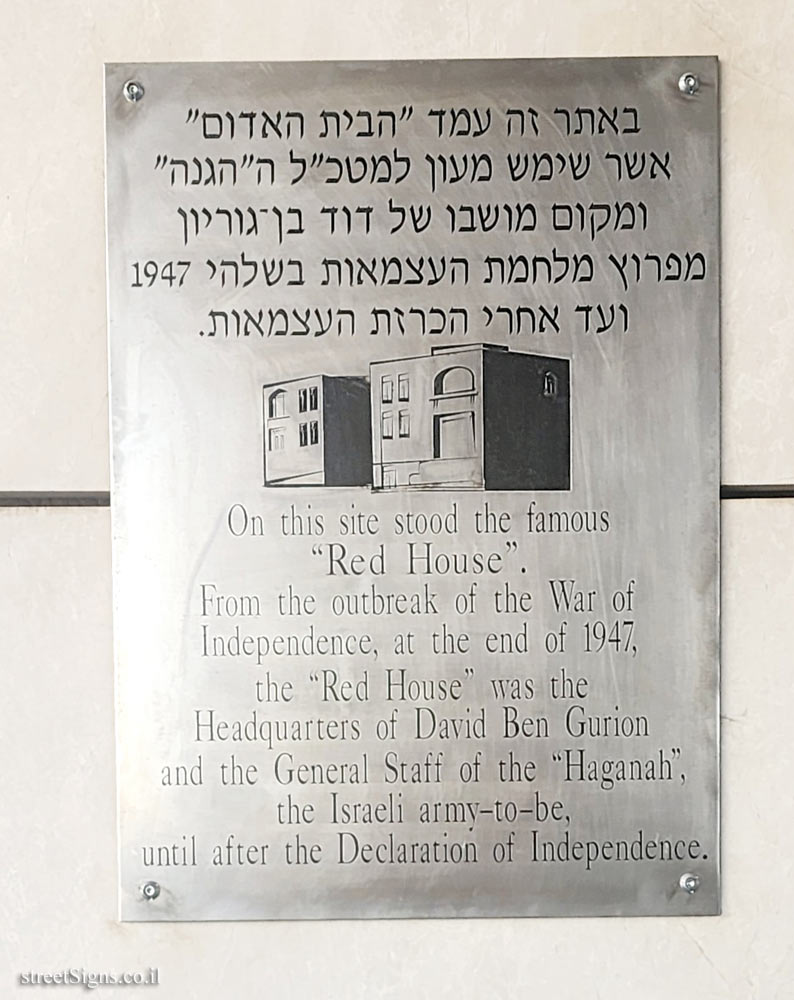 באתר זה עמד "הבית האדום"
אשר שימש מעון למטכ"ל ה"הגנה"
ומקום מושבו של דוד בן־גוריון
מפרוץ מלחמת העצמאות בשלהי 1947
ועד אחרי הכרזת העצמאות.
On this site stood the famous
“Red House”.
From the outbreak of the War of
Independence, at the end of 1947,
the “Red House” was the
Headquarters of David Ben Gurion
and the General Staff of the “Haganah”,
the Israeli army-to-be,
until after the Declaration of Independence.
streetSigns.co.il